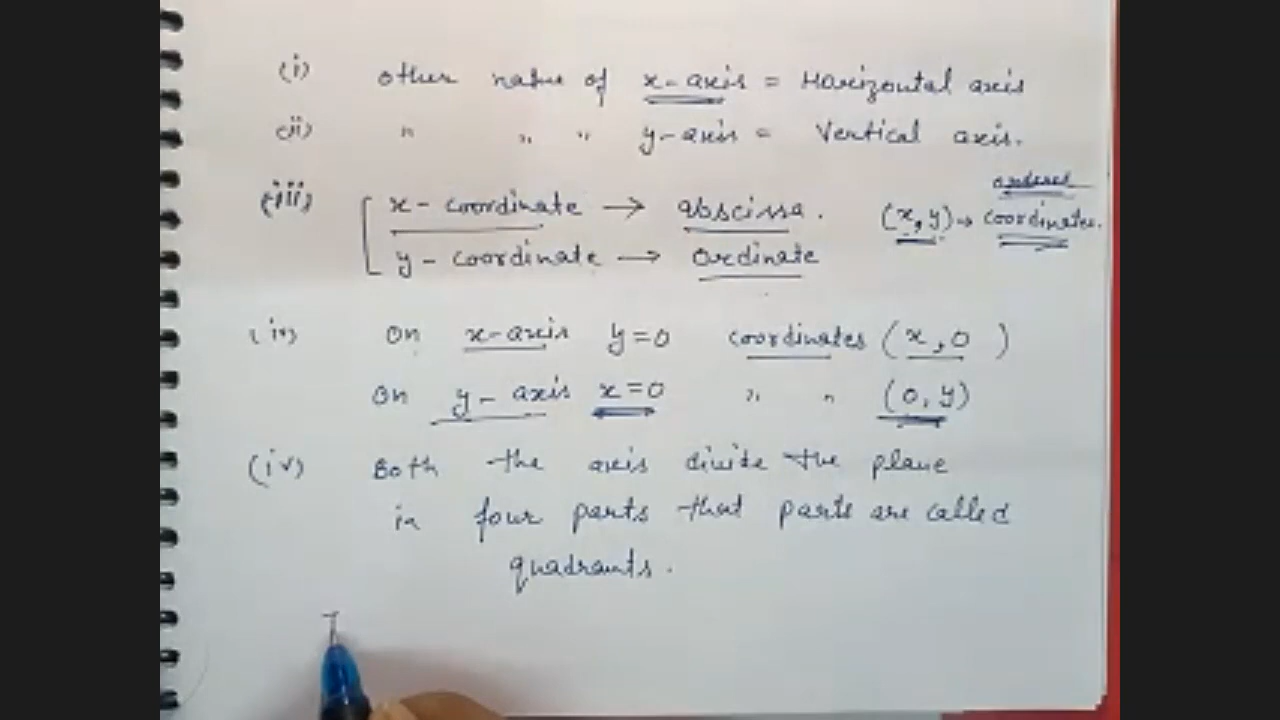 (i) other name of x-axis = Horizontal axis
(ii) " " " y-axis = Vertical axis.
ordered
(iii) x-coordinate → abscissa. (x,y) → coordinates.
y-coordinate → ordinate
(iv) on x-axis y=0 coordinates (x,0)
on y-axis x=0 " " (0,y)
(iv) Both the axis divide the plane
in four parts that parts are called
quadrants.